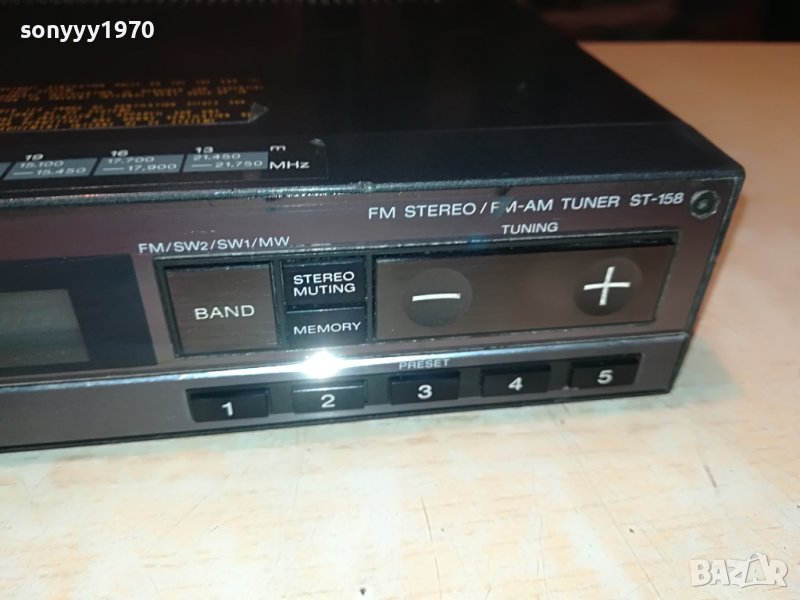 sonyyy1970
19 16 13 m
15.100 17.700 21.450
—15.450 —17.900 —21.750 MHz
FM STEREO / FM-AM TUNER ST-158
FM/SW2/SW1/MW
TUNING
BAND
STEREO
MUTING
MEMORY
− +
PRESET
1 2 3 4 5
BAZAR